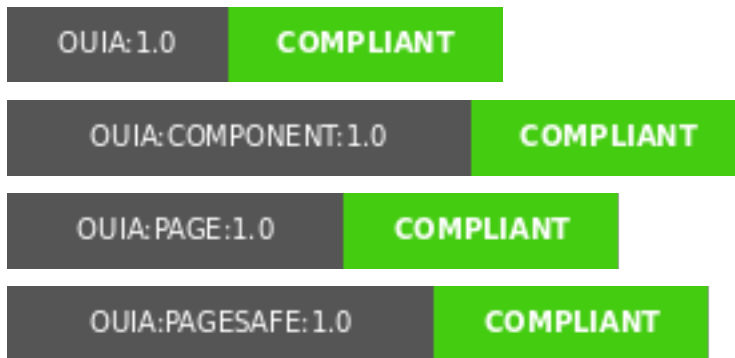 OUIA:1.0 COMPLIANT
OUIA:COMPONENT:1.0 COMPLIANT
OUIA:PAGE:1.0 COMPLIANT
OUIA:PAGESAFE:1.0 COMPLIANT